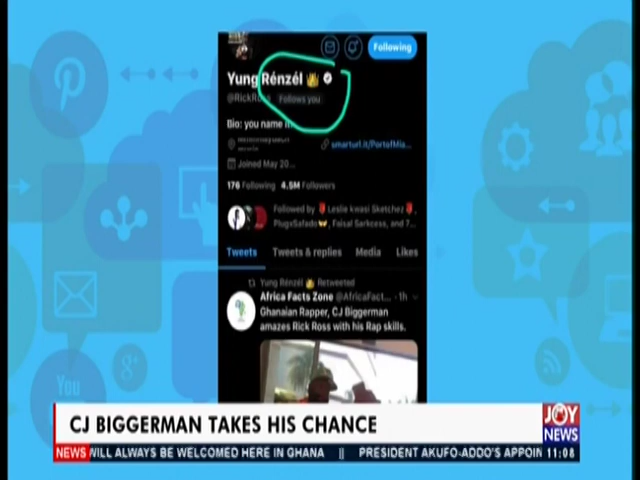 Following
Yung Rénzél
@RickRoss Follows you
Bio: you name
smarturl.it/PortofMia...
Joined May 20...
176 Following 4.5M Followers
Followed by Leslie kwasi Sketchez ,
PlugxSafado , Faisal Sarkcess, and 7...
Tweets Tweets & replies Media Likes
Yung Rénzél Retweeted
Africa Facts Zone @AfricaFact... · 1h
Ghanaian Rapper, CJ Biggerman
amazes Rick Ross with his Rap skills.
You
g+
CJ BIGGERMAN TAKES HIS CHANCE
JOY
NEWS
NEWS WILL ALWAYS BE WELCOMED HERE IN GHANA || PRESIDENT AKUFO-ADDO'S APPOIN 11:08